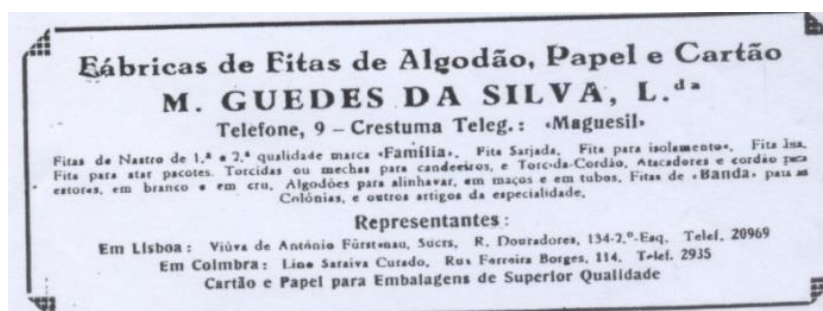 Fábricas de Fitas de Algodão, Papel e Cartão
M. GUEDES DA SILVA, L.ᵈᵃ
Telefone, 9 – Crestuma Teleg.: «Maguesil»
Fitas de Nastro de 1.ª e 2.ª qualidade marca «Família». Fita Sarjada. Fita para isolamentos. Fita
Fita para atar pacotes. Torcidas ou mechas para candeeiros, e Torcida-Cordão, Atacadores e cordão para
estores, em branco e em cru. Algodões para alinhavar, em maços e em tubos. Fitas de «Banda» para as
Colónias, e outros artigos da especialidade.
Representantes:
Em Lisboa: Viúva de António Fürstenau, Sucrs, R. Douradores, 134-2.º-Esq. Telef. 20969
Em Coimbra: Lino Saraiva Curado, Rua Ferreira Borges, 114. Telef. 2935
Cartão e Papel para Embalagens de Superior Qualidade